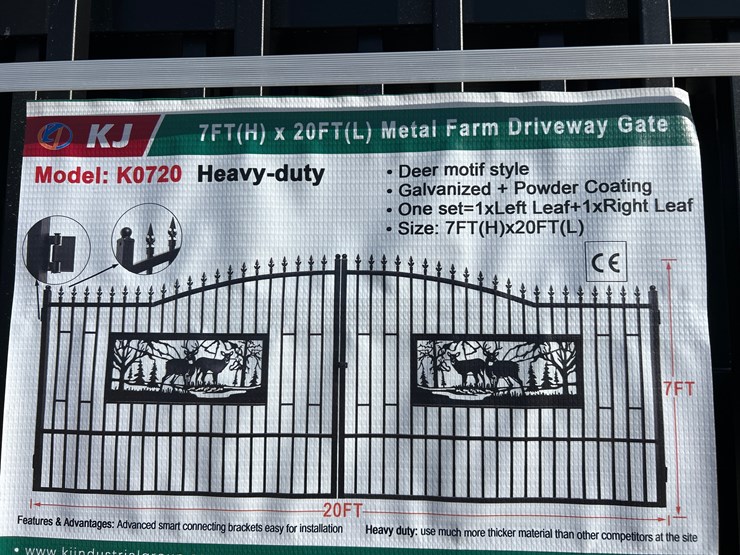 KJ 7FT(H) x 20FT(L) Metal Farm Driveway Gate
Model: K0720 Heavy-duty
• Deer motif style
• Galvanized + Powder Coating
• One set=1xLeft Leaf+1xRight Leaf
• Size: 7FT(H)x20FT(L)
CE
7FT
20FT
Features & Advantages: Advanced smart connecting brackets easy for installation Heavy duty: use much more thicker material than other competitors at the site